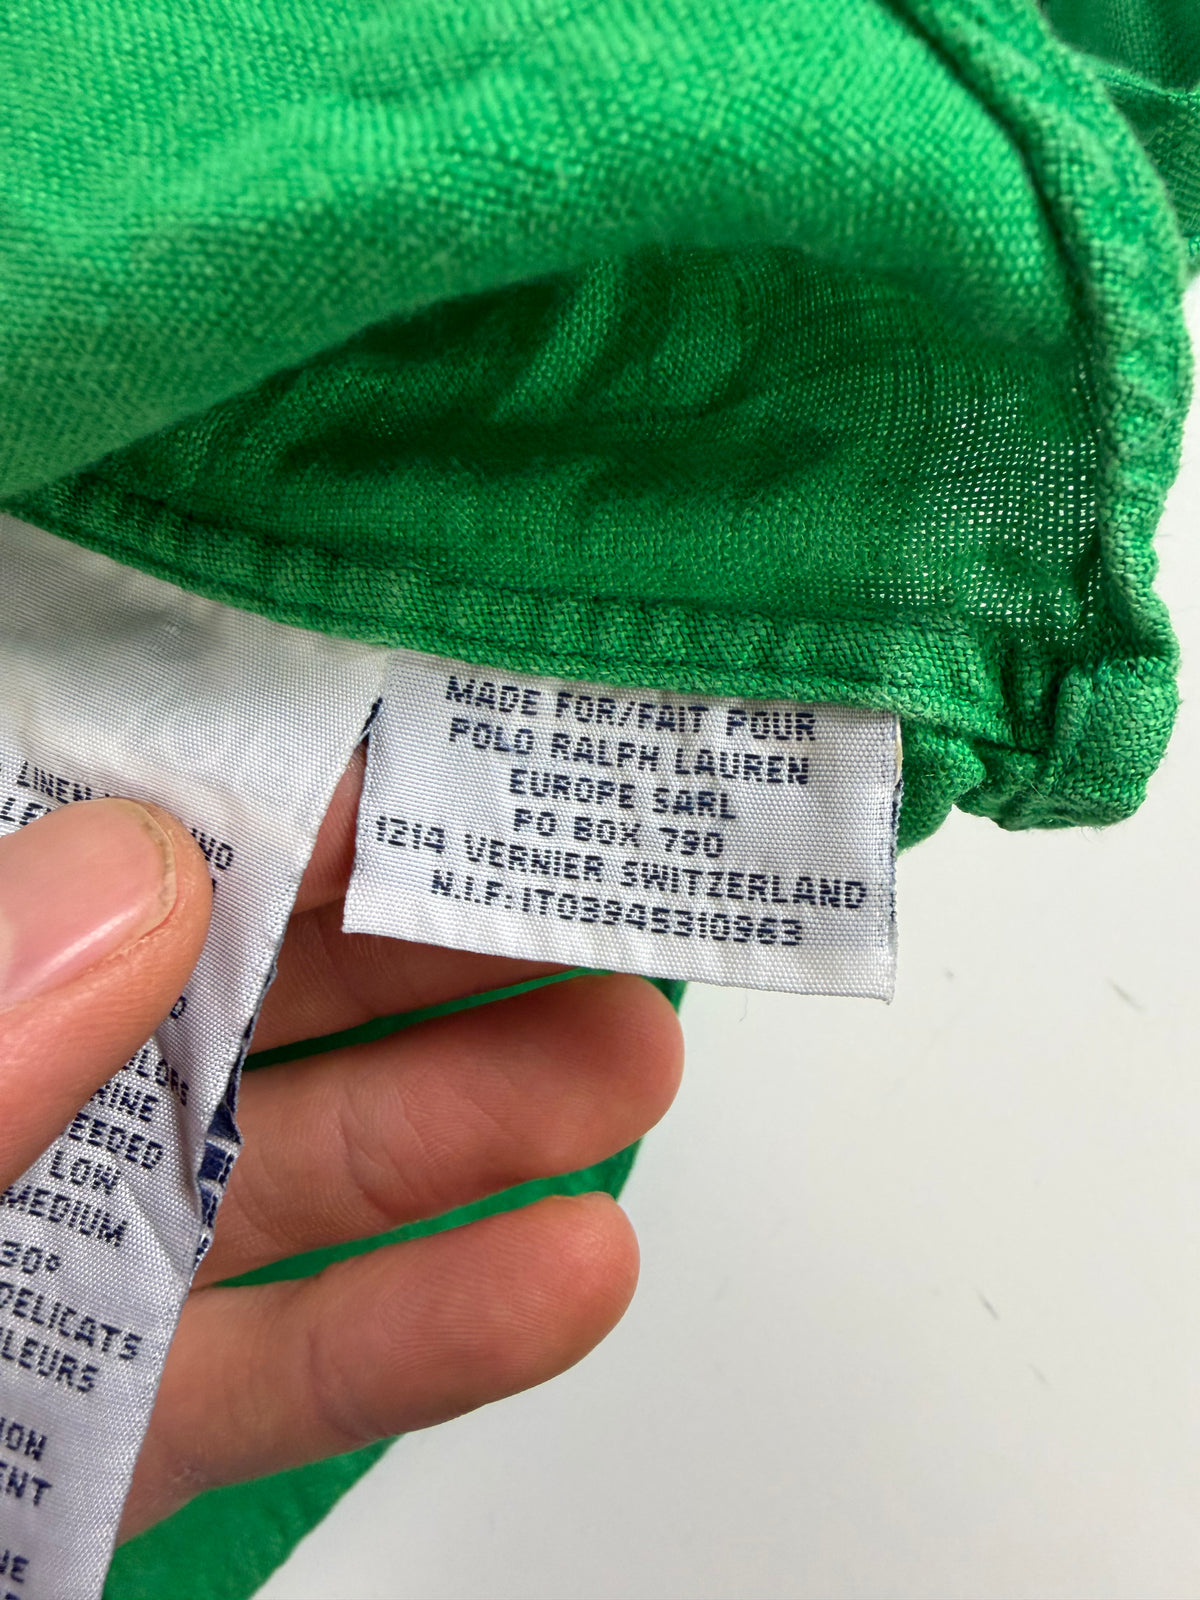 MADE FOR/FAIT POUR
POLO RALPH LAUREN
EUROPE SARL
PO BOX 790
1214 VERNIER SWITZERLAND
N.I.F: IT03945310963
LINEN
LOW
MEDIUM
30°
DELICATS